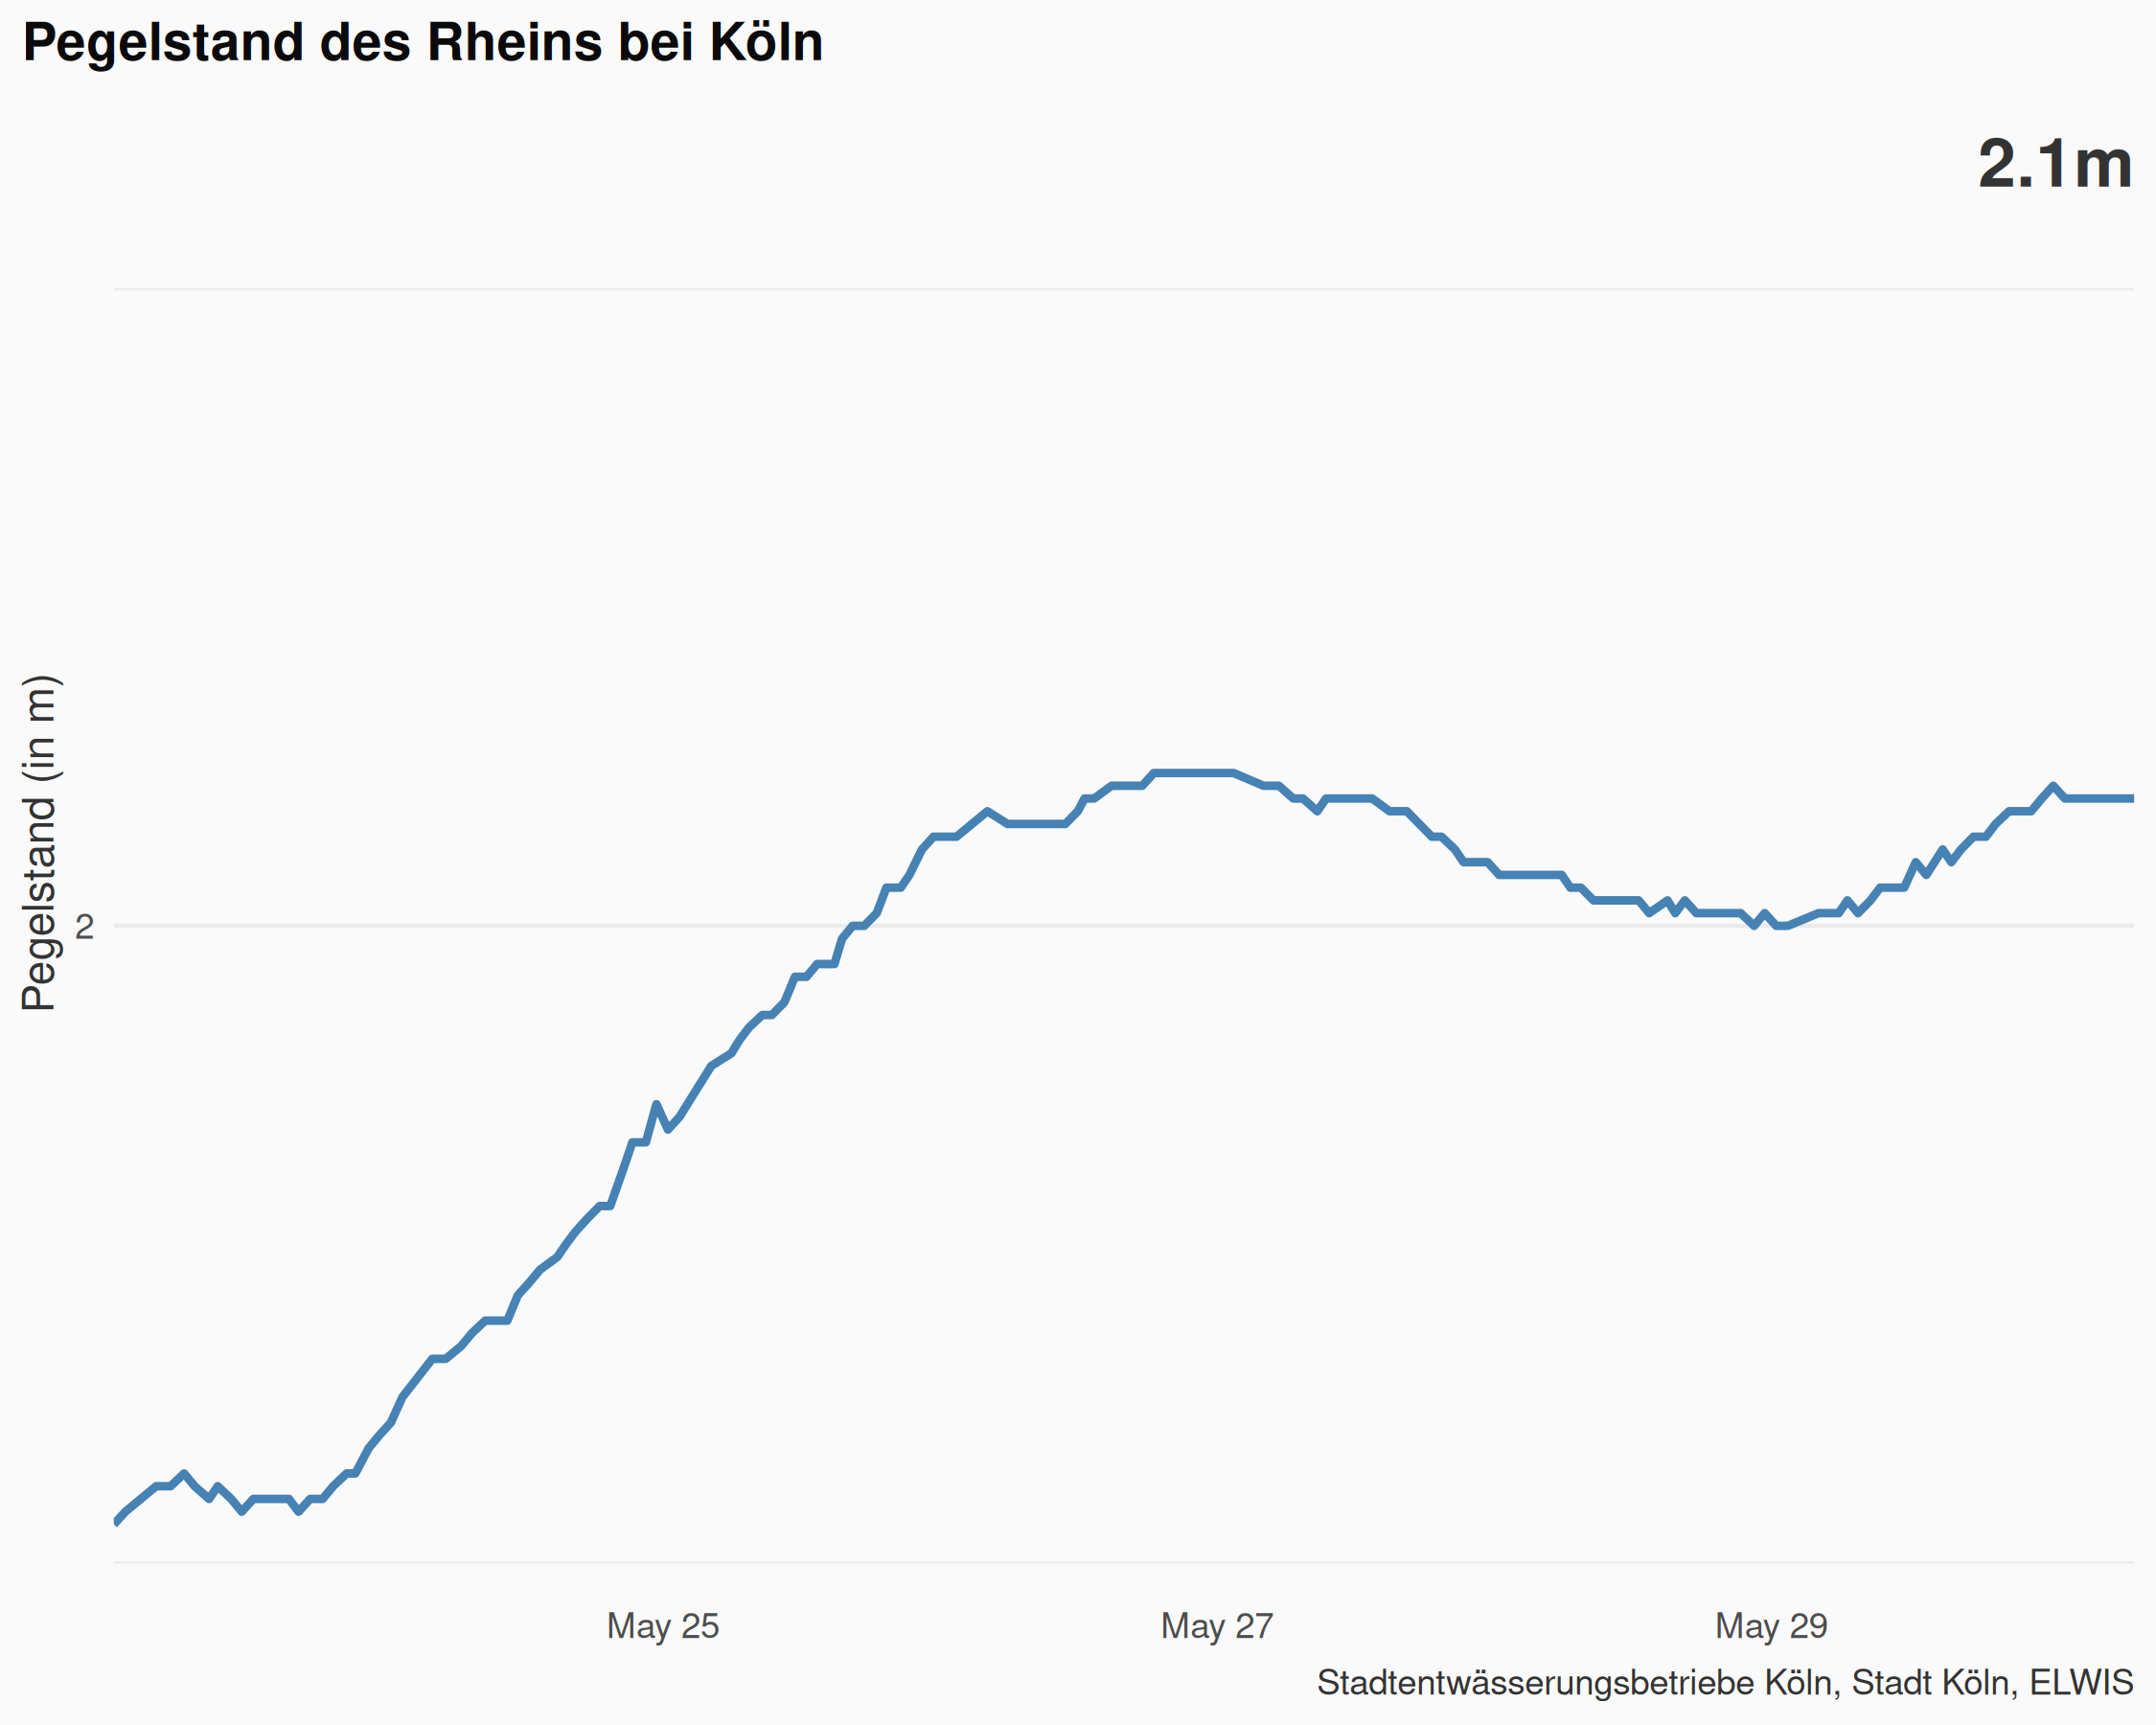 Pegelstand des Rheins bei Köln
2.1m
Pegelstand (in m)
2
May 25
May 27
May 29
Stadtentwässerungsbetriebe Köln, Stadt Köln, ELWIS